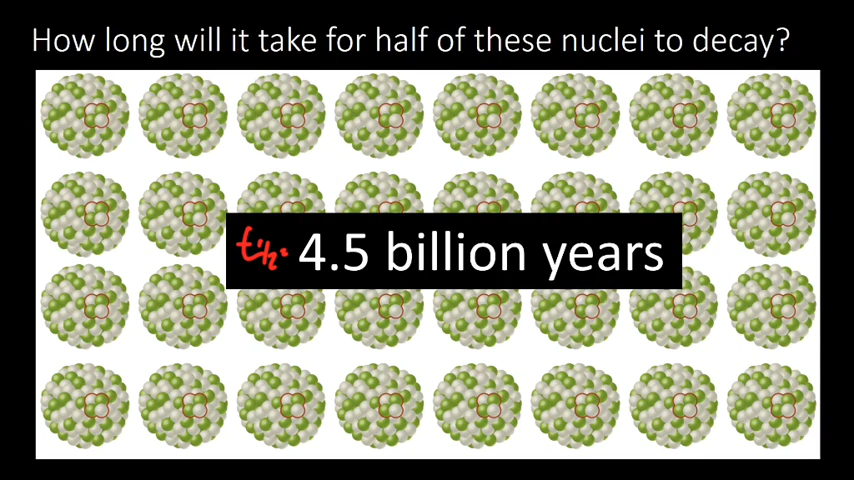 How long will it take for half of these nuclei to decay?
t½. 4.5 billion years